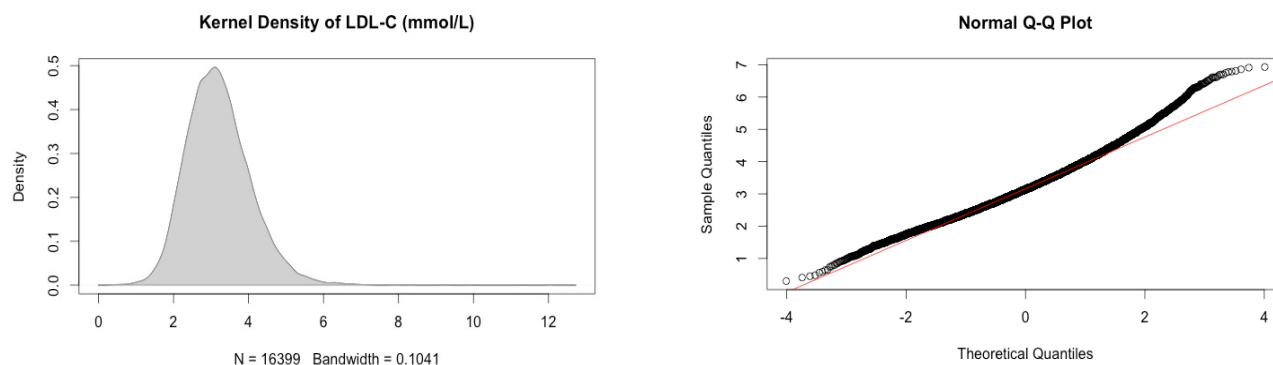 Kernel Density of LDL-C (mmol/L)
Density
0.0
0.1
0.2
0.3
0.4
0.5
0 2 4 6 8 10 12
N = 16399 Bandwidth = 0.1041
Normal Q-Q Plot
Sample Quantiles
1
2
3
4
5
6
7
-4 -2 0 2 4
Theoretical Quantiles